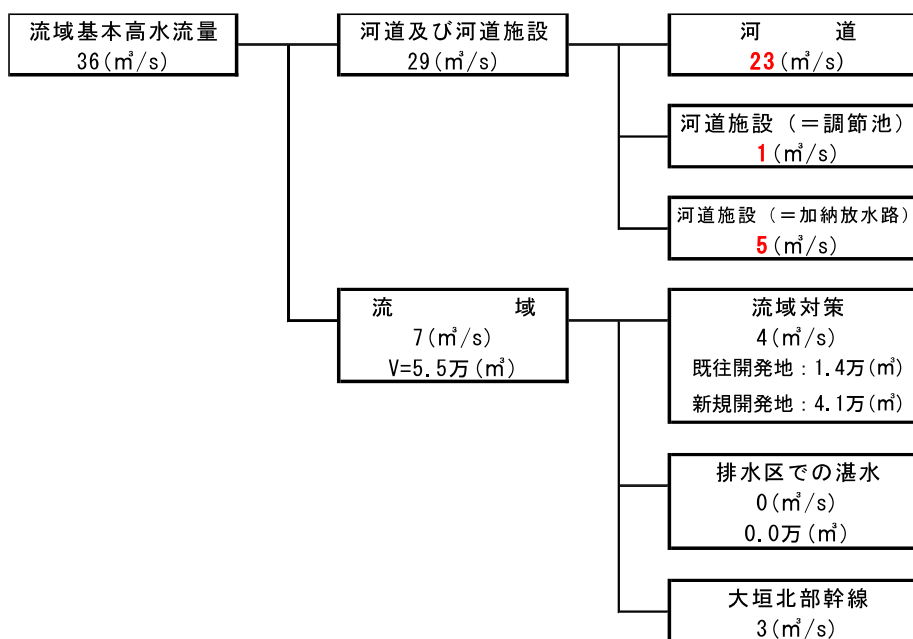 流域基本高水流量
36(㎥/s)
河道及び河道施設
29(㎥/s)
河　　道
23(㎥/s)
河道施設（＝調節池）
1(㎥/s)
河道施設（＝加納放水路）
5(㎥/s)
流　　　域
7(㎥/s)
V=5.5万(㎥)
流域対策
4(㎥/s)
既往開発地：1.4万(㎥)
新規開発地：4.1万(㎥)
排水区での湛水
0(㎥/s)
0.0万(㎥)
大垣北部幹線
3(㎥/s)